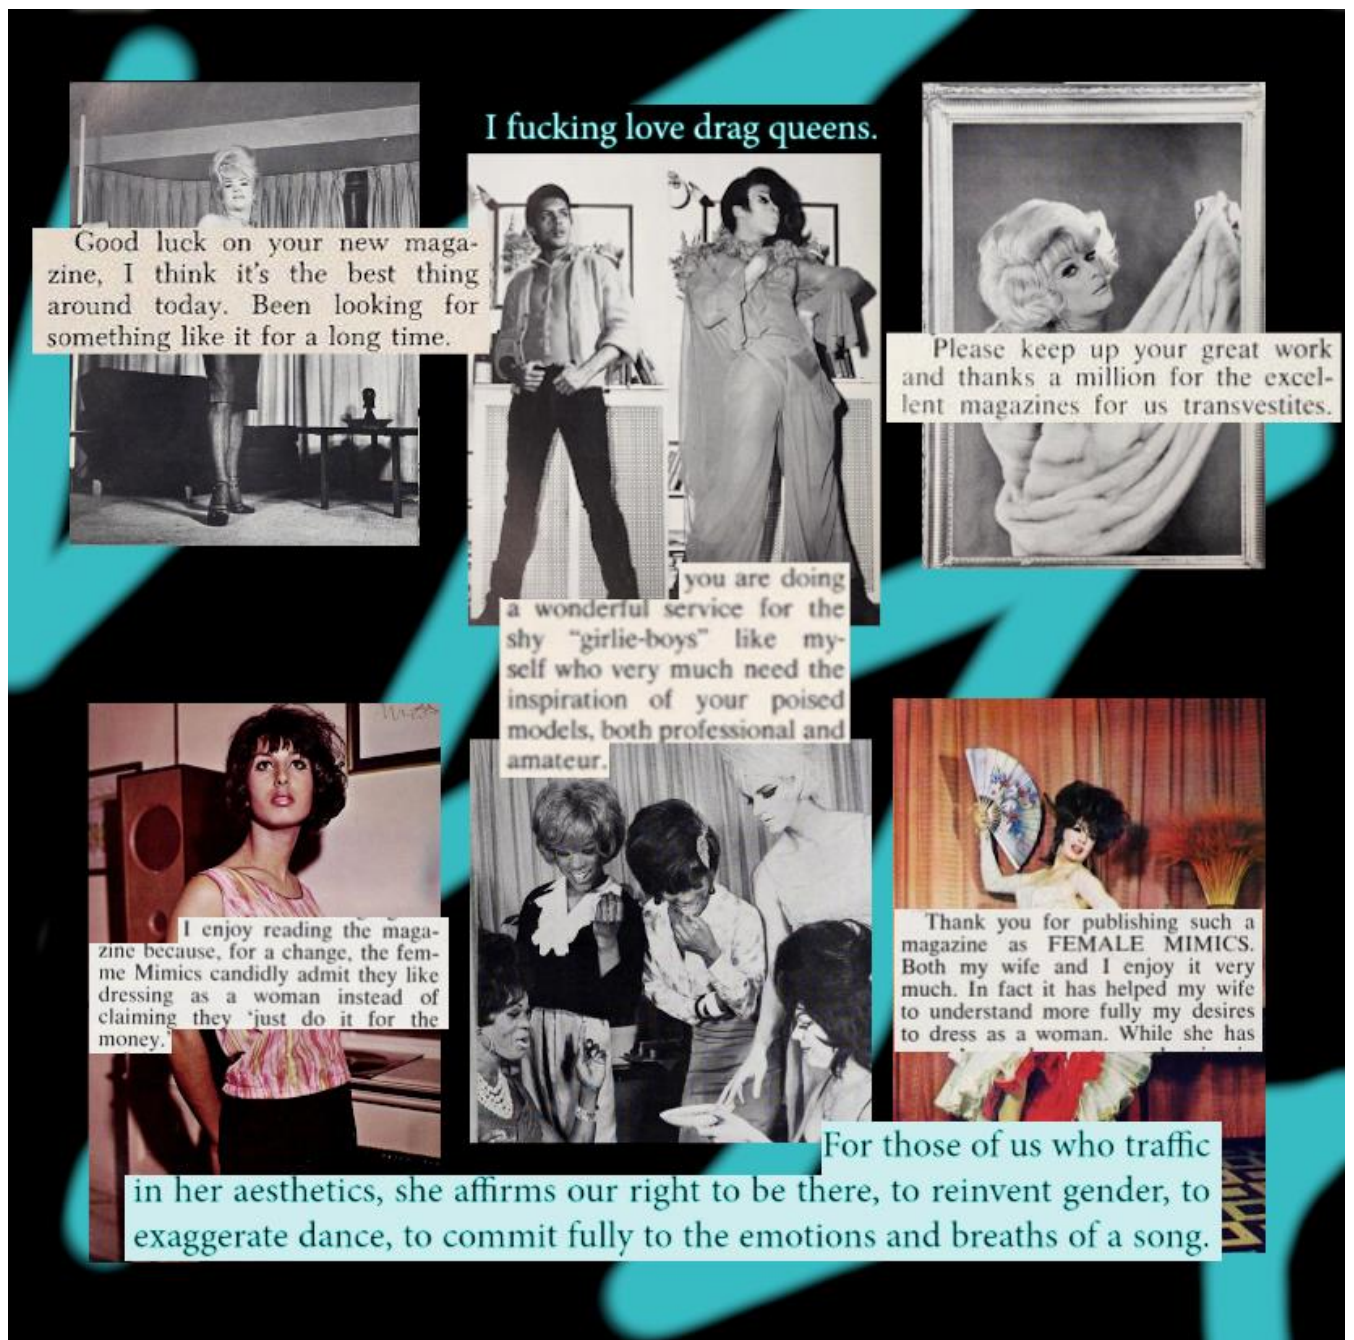 I fucking love drag queens.
Good luck on your new maga-
zine, I think it's the best thing
around today. Been looking for
something like it for a long time.
Please keep up your great work
and thanks a million for the excel-
lent magazines for us transvestites.
you are doing
a wonderful service for the
shy "girlie-boys" like my-
self who very much need the
inspiration of your poised
models, both professional and
amateur.
I enjoy reading the maga-
zine because, for a change, the fem-
me Mimics candidly admit they like
dressing as a woman instead of
claiming they 'just do it for the
money.'
Thank you for publishing such a
magazine as FEMALE MIMICS.
Both my wife and I enjoy it very
much. In fact it has helped my wife
to understand more fully my desires
to dress as a woman. While she has
For those of us who traffic
in her aesthetics, she affirms our right to be there, to reinvent gender, to
exaggerate dance, to commit fully to the emotions and breaths of a song.